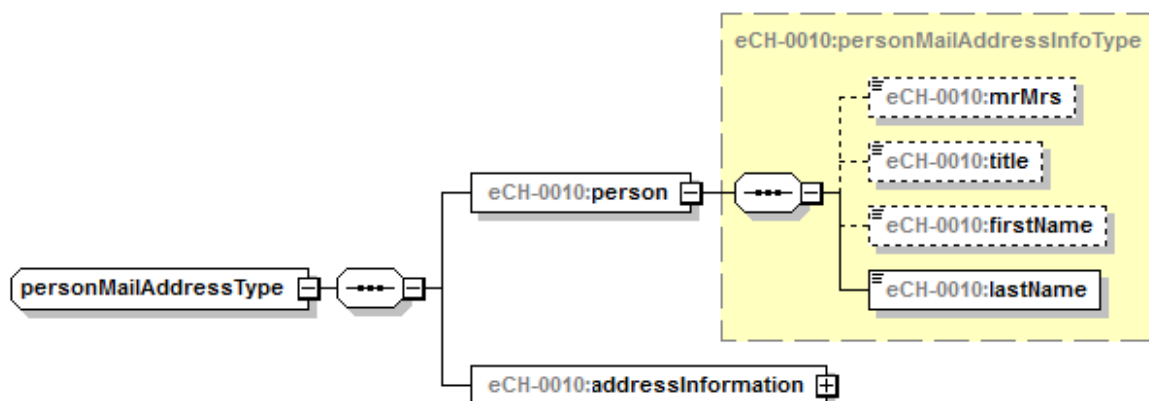 eCH-0010:personMailAddressInfoType
eCH-0010:mrMrs
eCH-0010:title
eCH-0010:person
eCH-0010:firstName
personMailAddressType
eCH-0010:lastName
eCH-0010:addressInformation